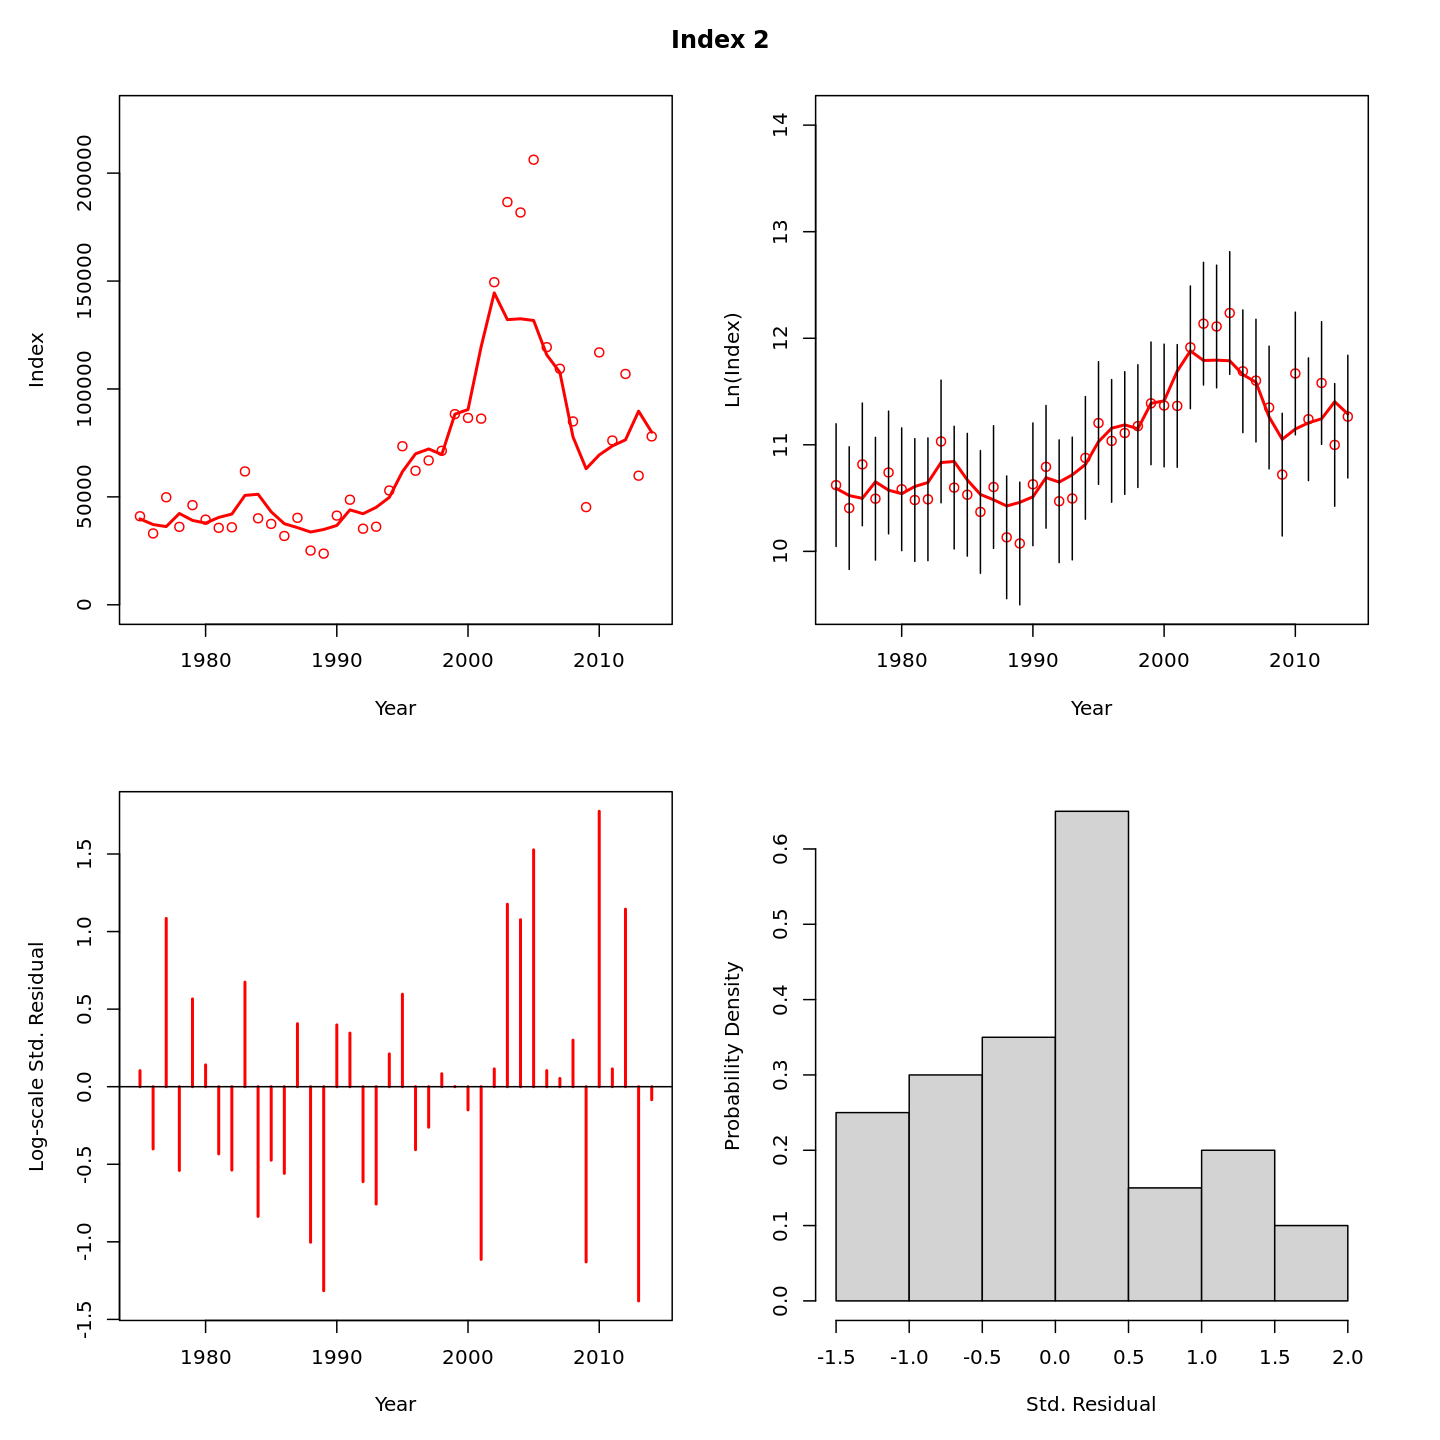 Index 2
Index
0
50000
100000
150000
200000
1980 1990 2000 2010
Year
Ln(Index)
10
11
12
13
14
1980 1990 2000 2010
Year
Log-scale Std. Residual
-1.5
-1.0
-0.5
0.0
0.5
1.0
1.5
1980 1990 2000 2010
Year
Probability Density
0.0
0.1
0.2
0.3
0.4
0.5
0.6
-1.5 -1.0 -0.5 0.0 0.5 1.0 1.5 2.0
Std. Residual